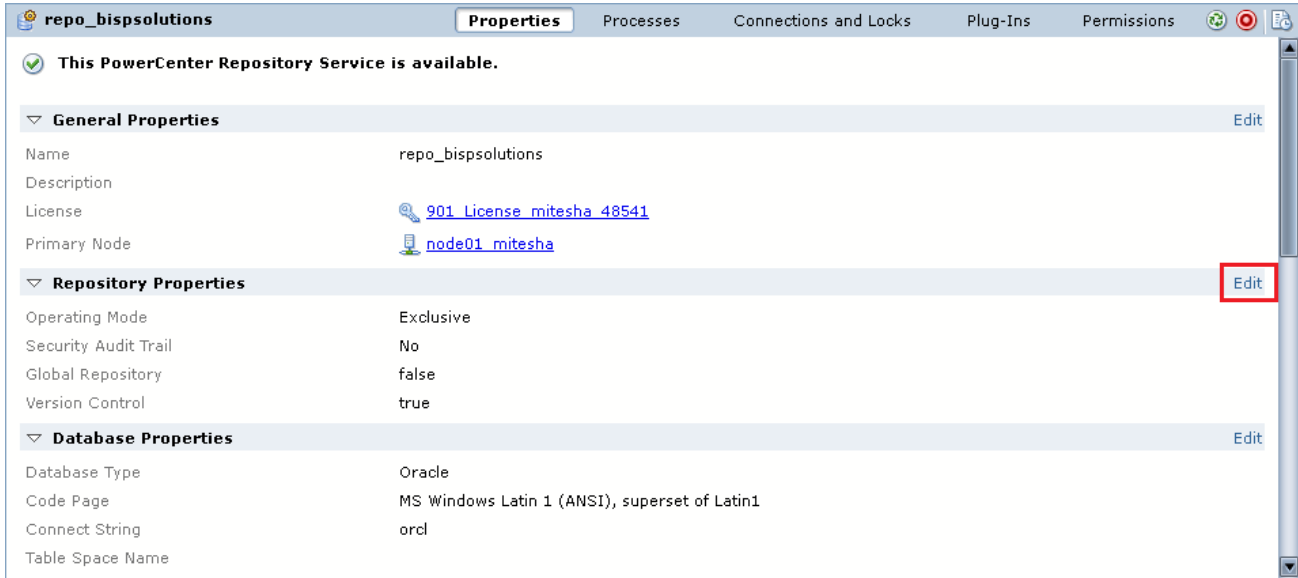 repo_bispsolutions Properties Processes Connections and Locks Plug-Ins Permissions
This PowerCenter Repository Service is available.
General Properties Edit
Name repo_bispsolutions
Description
License 901_License_mitesha_48541
Primary Node node01_mitesha
Repository Properties Edit
Operating Mode Exclusive
Security Audit Trail No
Global Repository false
Version Control true
Database Properties Edit
Database Type Oracle
Code Page MS Windows Latin 1 (ANSI), superset of Latin1
Connect String orcl
Table Space Name